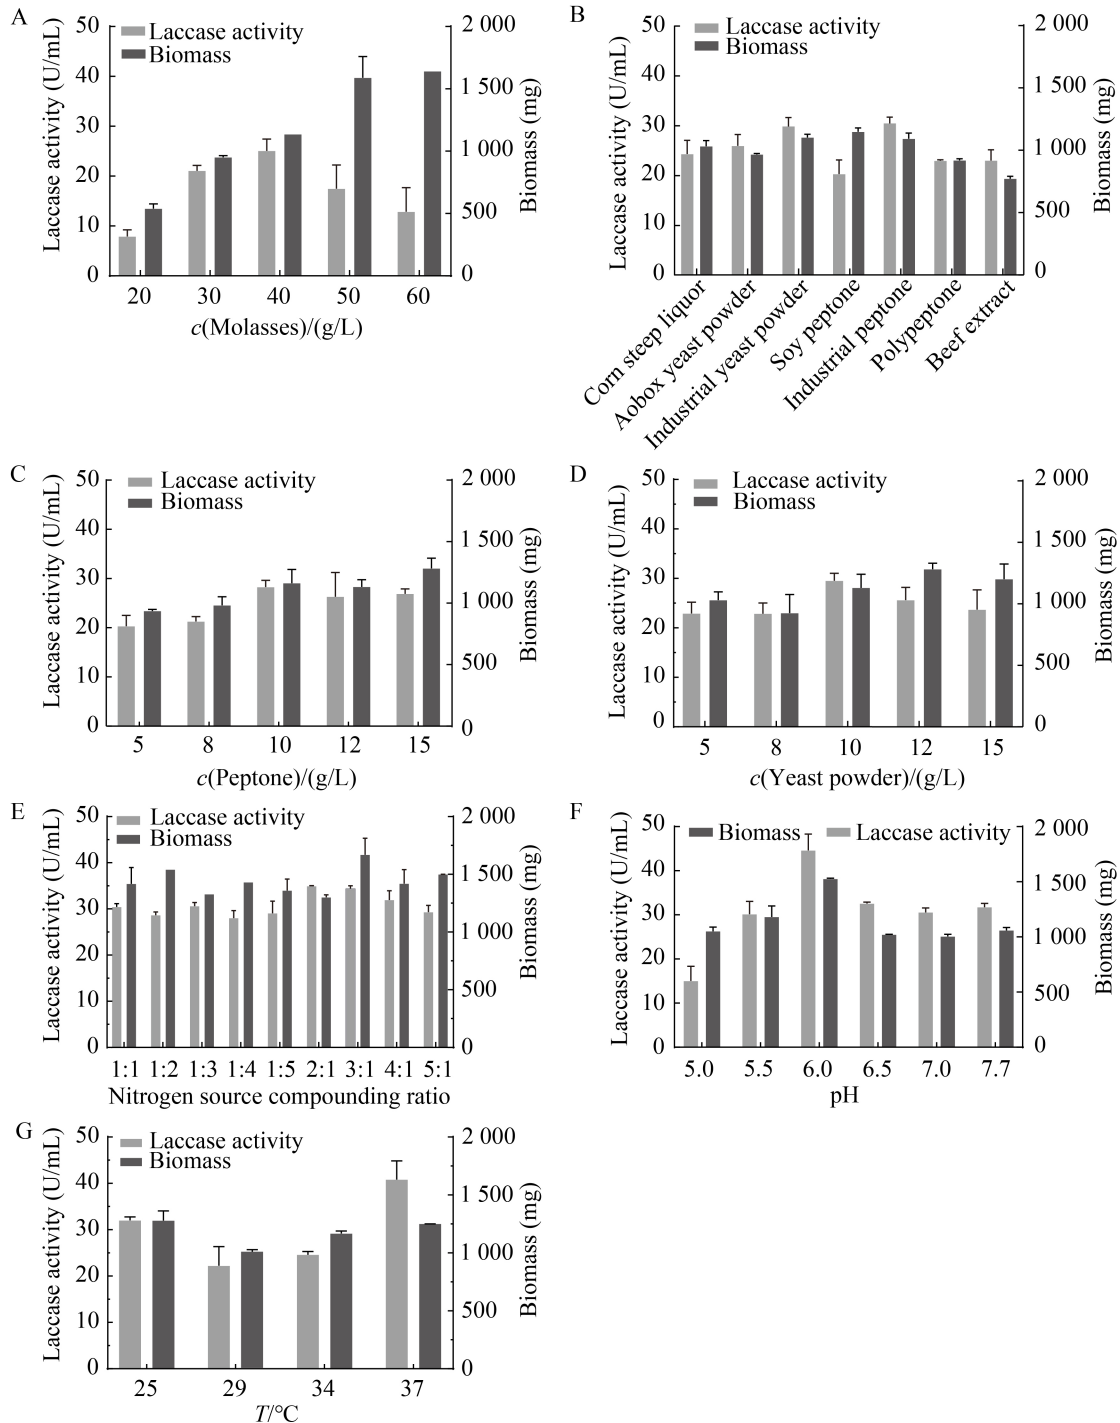 A
Laccase activity
Biomass
Laccase activity (U/mL)
50
40
30
20
10
0
2 000
1 500
1 000
500
0
Biomass (mg)
20 30 40 50 60
c(Molasses)/(g/L)
B
Laccase activity
Biomass
Laccase activity (U/mL)
50
40
30
20
10
0
2 000
1 500
1 000
500
0
Biomass (mg)
Corn steep liquor
Aobox yeast powder
Industrial yeast powder
Soy peptone
Industrial peptone
Polypeptone
Beef extract
C
Laccase activity
Biomass
Laccase activity (U/mL)
50
40
30
20
10
0
2 000
1 500
1 000
500
0
Biomass (mg)
5 8 10 12 15
c(Peptone)/(g/L)
D
Laccase activity
Biomass
Laccase activity (U/mL)
50
40
30
20
10
0
2 000
1 500
1 000
500
0
Biomass (mg)
5 8 10 12 15
c(Yeast powder)/(g/L)
E
Laccase activity
Biomass
Laccase activity (U/mL)
50
40
30
20
10
0
2 000
1 500
1 000
500
0
Biomass (mg)
1:1 1:2 1:3 1:4 1:5 2:1 3:1 4:1 5:1
Nitrogen source compounding ratio
F
Biomass Laccase activity
Laccase activity (U/mL)
50
40
30
20
10
0
2 000
1 500
1 000
500
0
Biomass (mg)
5.0 5.5 6.0 6.5 7.0 7.7
pH
G
Laccase activity
Biomass
Laccase activity (U/mL)
50
40
30
20
10
0
2 000
1 500
1 000
500
0
Biomass (mg)
25 29 34 37
T/°C